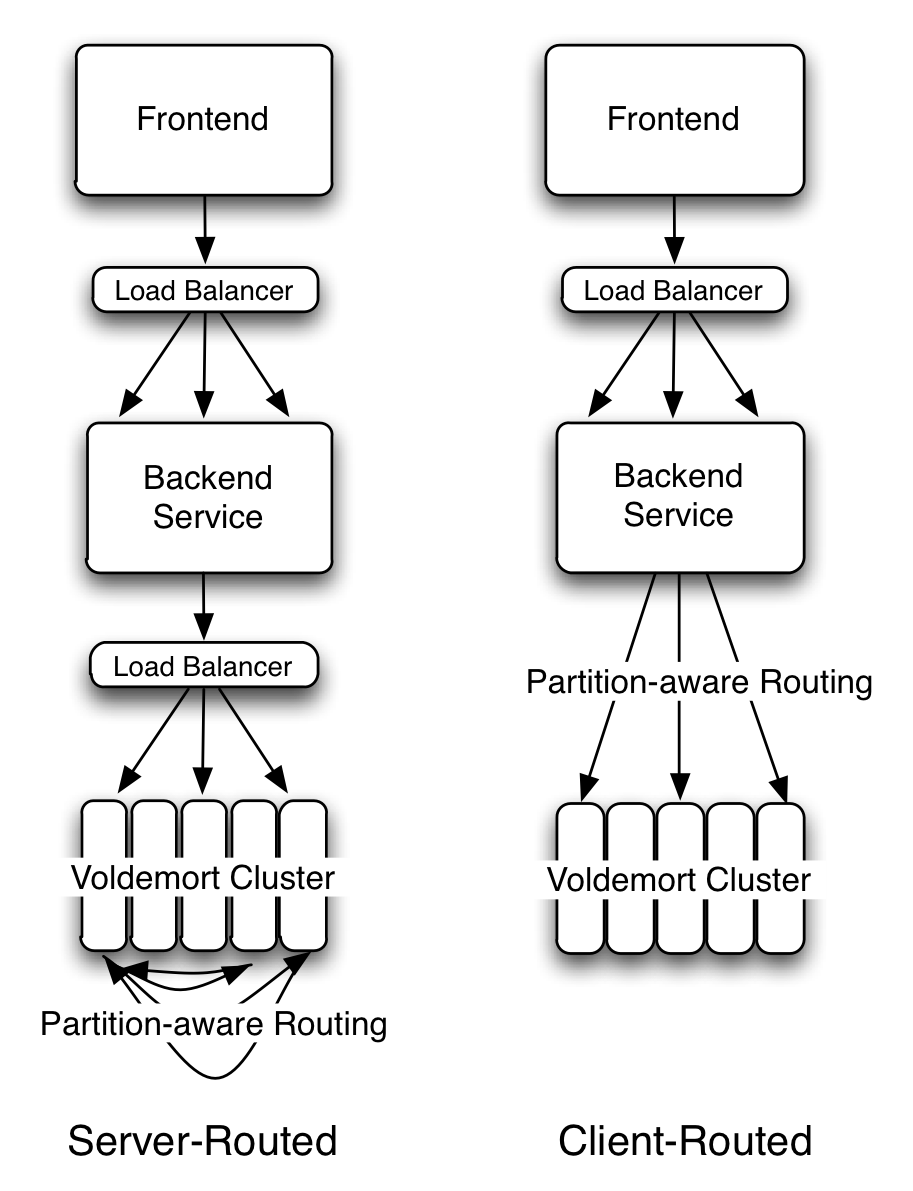 Frontend
Load Balancer
Backend
Service
Load Balancer
Voldemort Cluster
Partition-aware Routing
Server-Routed
Frontend
Load Balancer
Backend
Service
Partition-aware Routing
Voldemort Cluster
Client-Routed